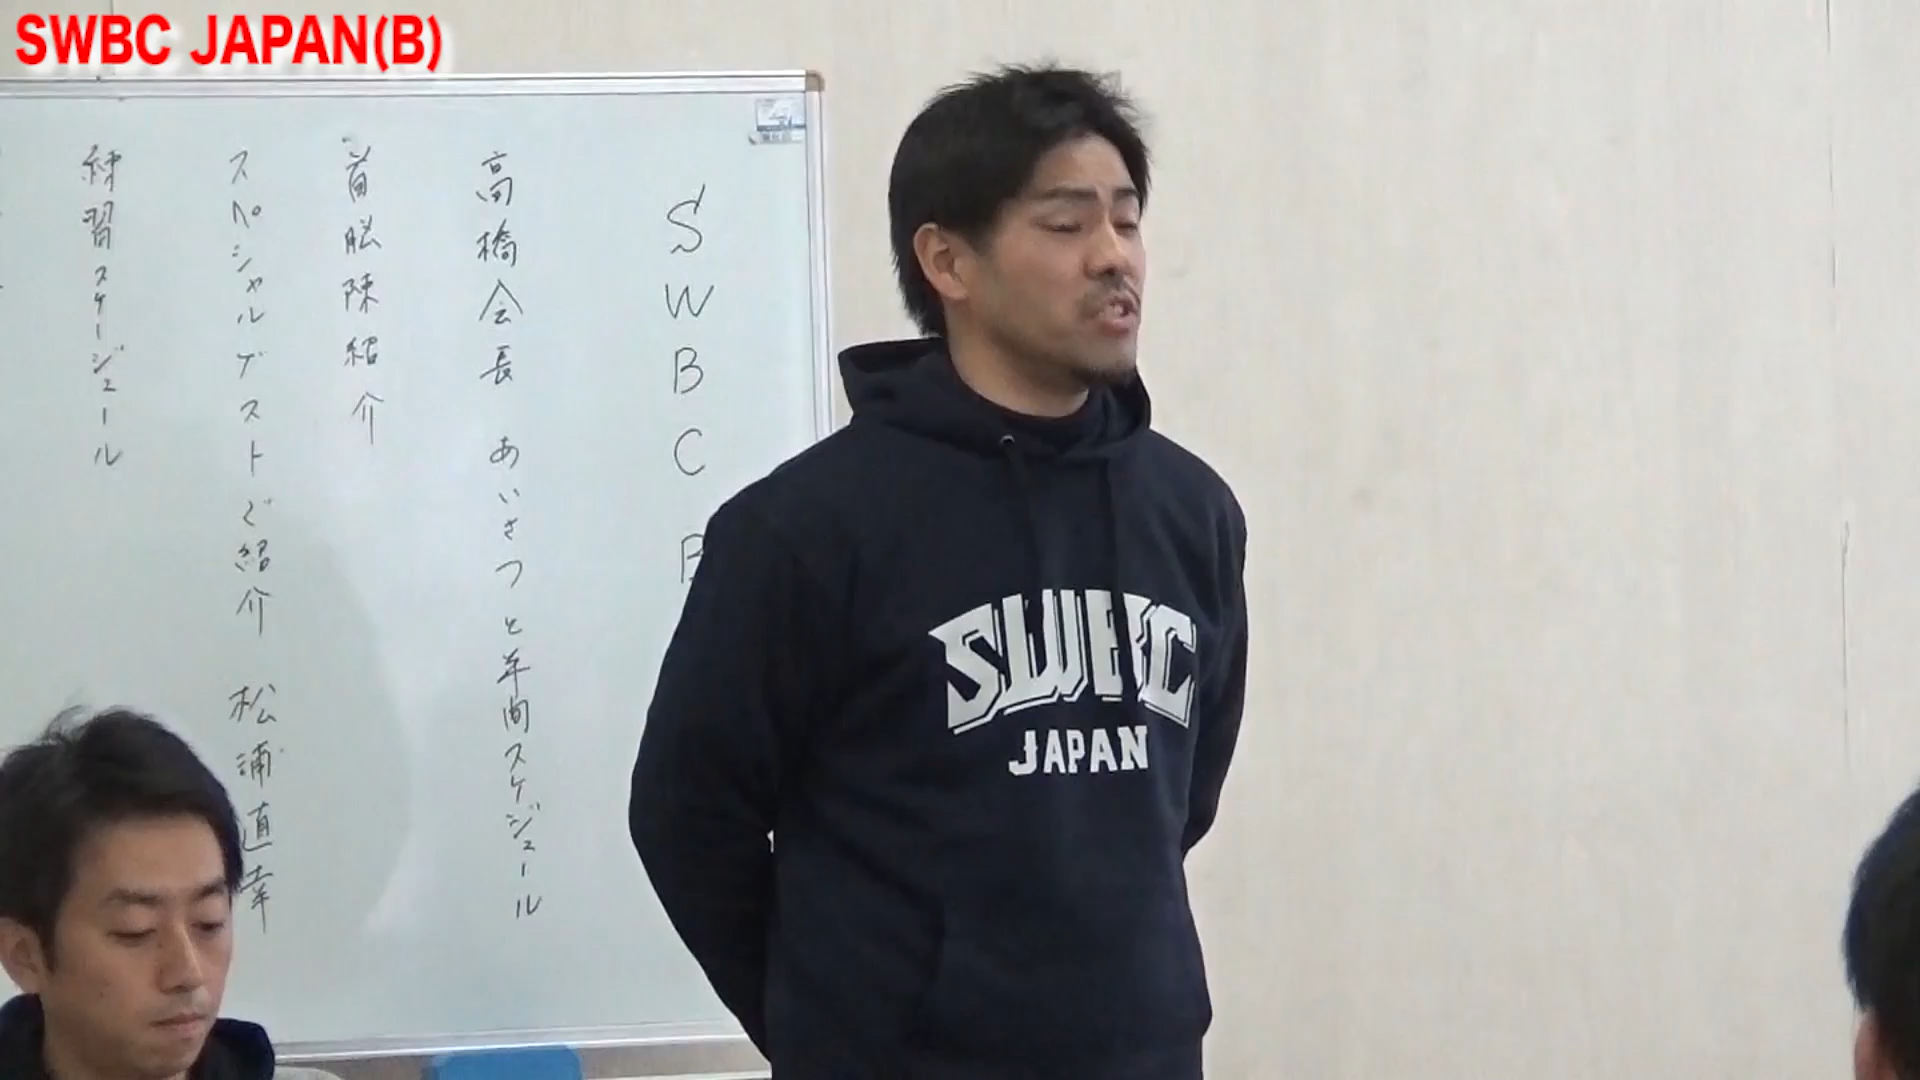 SWBC JAPAN(B)
SWBC
高橋会長 あいさつと年間スケジュール
首脳陣紹介
スペシャルゲストご紹介 松浦直幸
練習スケージュール
SWBC
JAPAN